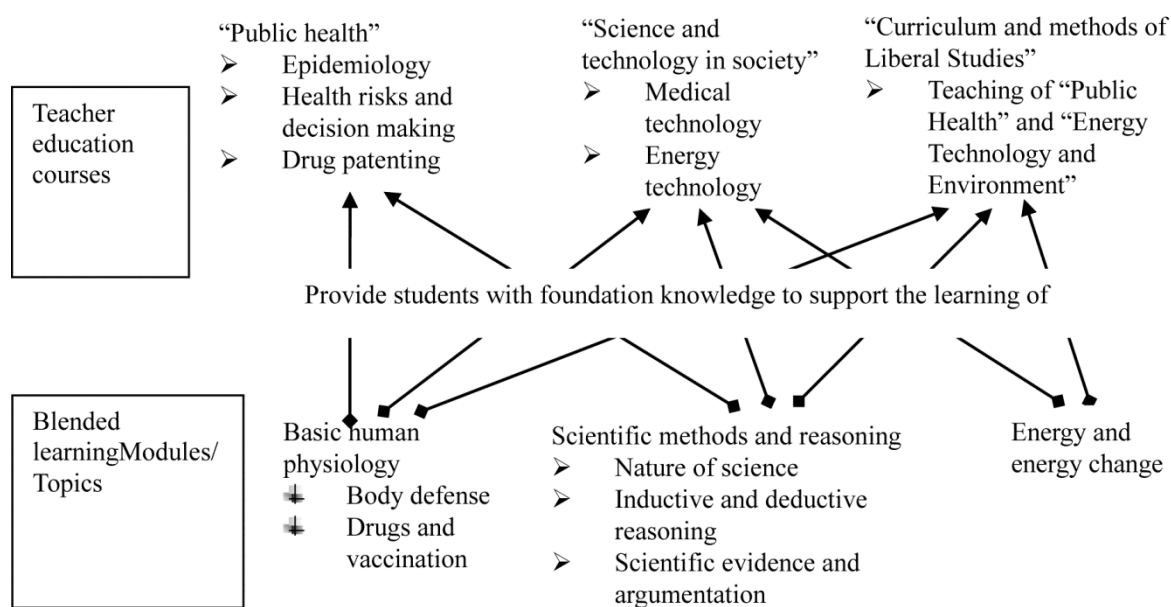 “Public health”
Epidemiology
Health risks and
decision making
Drug patenting
“Science and
technology in society”
Medical
technology
Energy
technology
“Curriculum and methods of
Liberal Studies”
Teaching of “Public
Health” and “Energy
Technology and
Environment”
Teacher
education
courses
Provide students with foundation knowledge to support the learning of
Blended
learningModules/
Topics
Basic human
physiology
Body defense
Drugs and
vaccination
Scientific methods and reasoning
Nature of science
Inductive and deductive
reasoning
Scientific evidence and
argumentation
Energy and
energy change